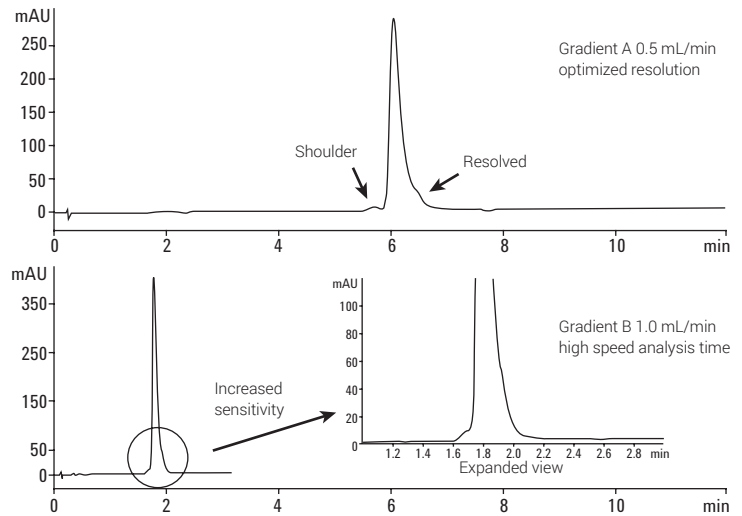 mAU
250
200
150
100
50
0
Gradient A 0.5 mL/min
optimized resolution
Shoulder
Resolved
0 2 4 6 8 10 min
mAU
350
250
150
50
0
Increased
sensitivity
mAU
100
80
60
40
20
0
1.2 1.4 1.6 1.8 2.0 2.2 2.4 2.6 2.8 min
Expanded view
Gradient B 1.0 mL/min
high speed analysis time
0 2 4 6 8 10 min